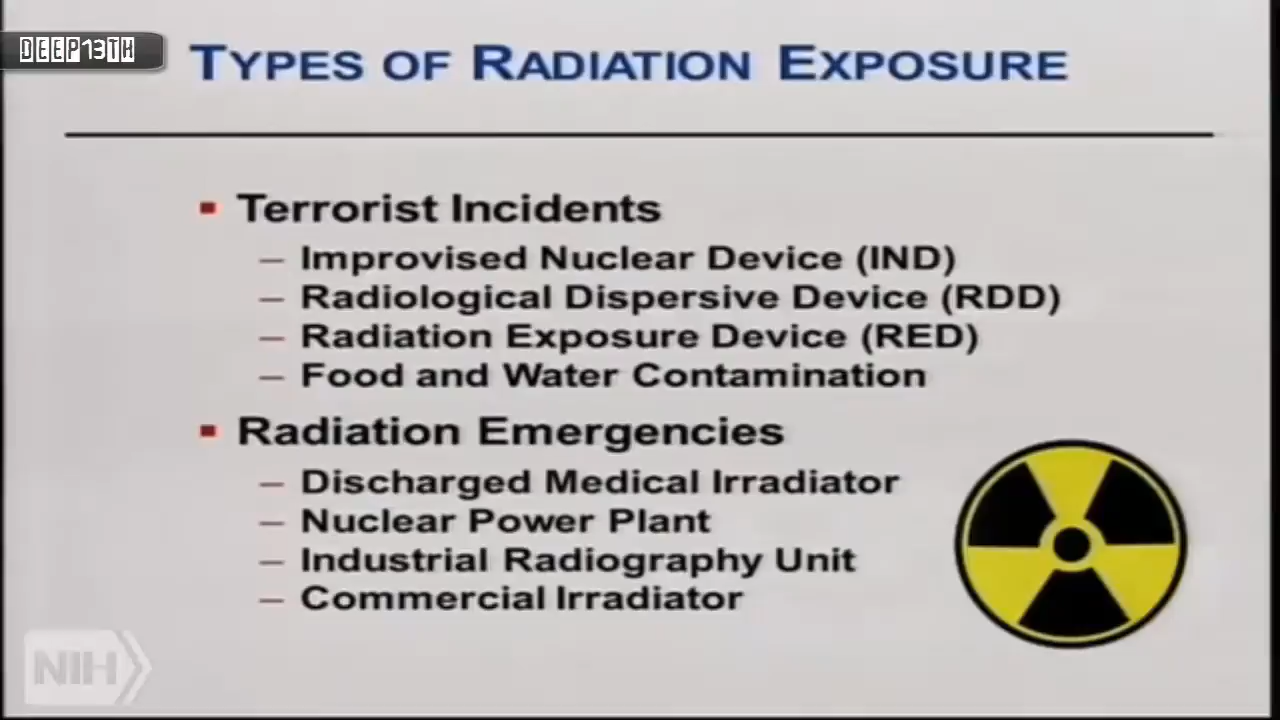 DEEP13TH
TYPES OF RADIATION EXPOSURE
▪ Terrorist Incidents
– Improvised Nuclear Device (IND)
– Radiological Dispersive Device (RDD)
– Radiation Exposure Device (RED)
– Food and Water Contamination
▪ Radiation Emergencies
– Discharged Medical Irradiator
– Nuclear Power Plant
– Industrial Radiography Unit
– Commercial Irradiator
NIH